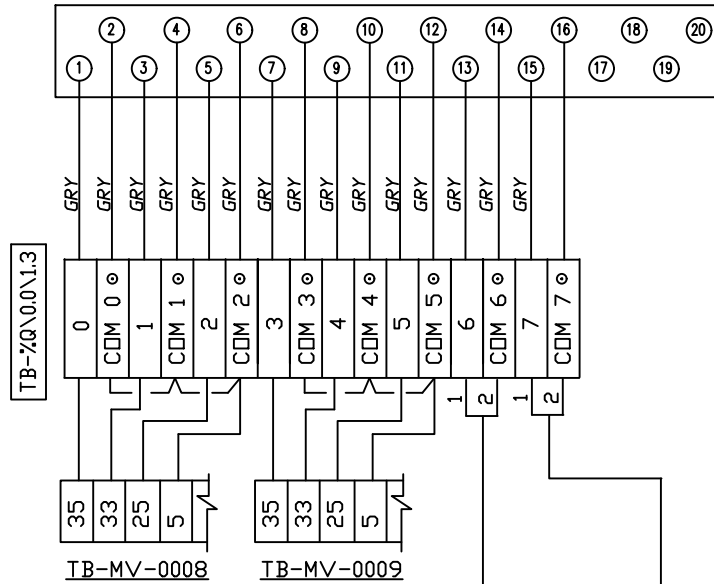 2 4 6 8 10 12 14 16 18 20
1 3 5 7 9 11 13 15 17 19
GRY GRY GRY GRY GRY GRY GRY GRY GRY GRY GRY GRY GRY GRY GRY
TB-%Q\0.0\1.3
0 COM 0 1 COM 1 2 COM 2 3 COM 3 4 COM 4 5 COM 5 6 COM 6 7 COM 7
1 2 1 2
35 33 25 5 35 33 25 5
TB-MV-0008 TB-MV-0009